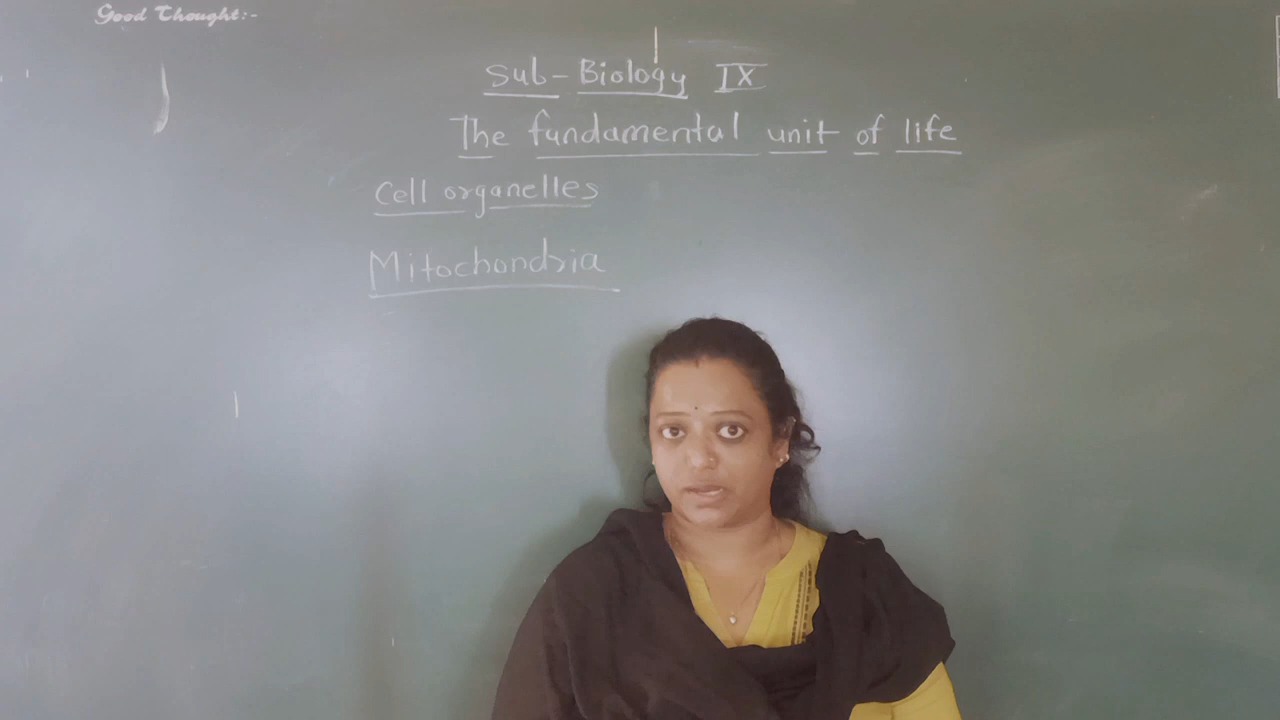 Good Thought:-
Sub-Biology IX
The fundamental unit of life
Cell organelles
Mitochondria